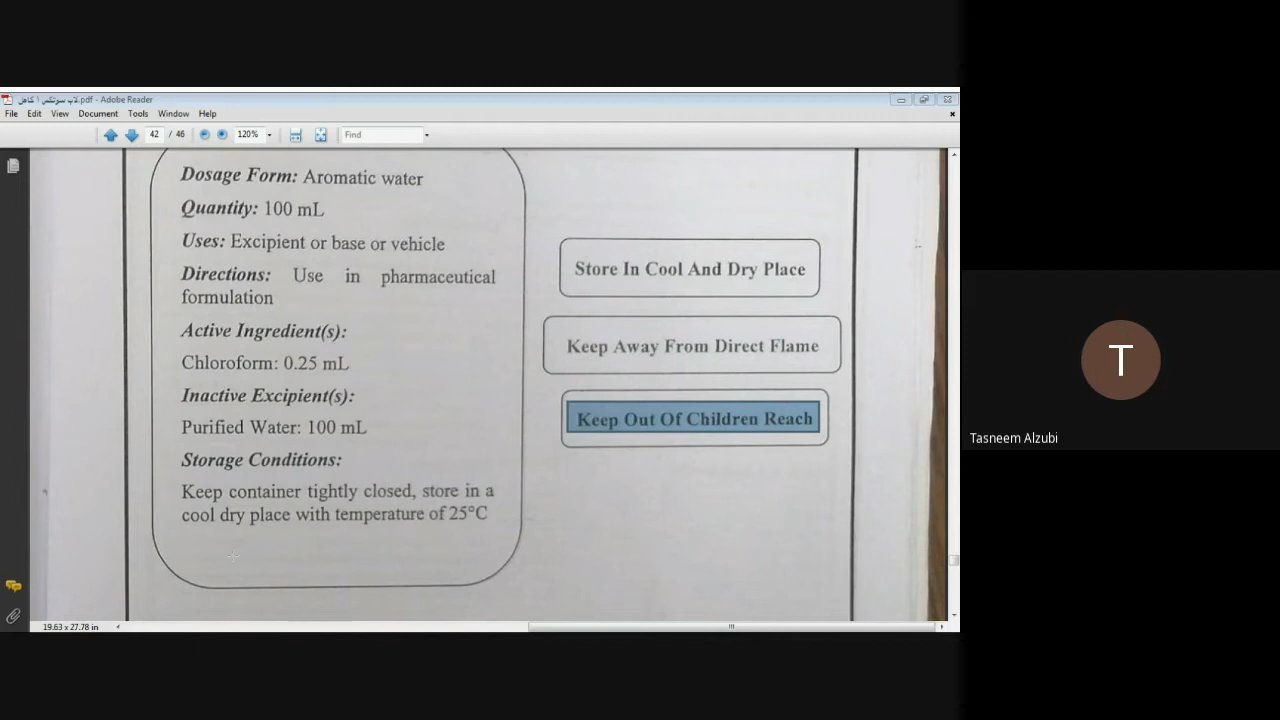 لاب سوتكس ١ كامل.pdf - Adobe Reader
File Edit View Document Tools Window Help
42 / 46 120% Find
Dosage Form: Aromatic water
Quantity: 100 mL
Uses: Excipient or base or vehicle
Directions: Use in pharmaceutical
formulation
Active Ingredient(s):
Chloroform: 0.25 mL
Inactive Excipient(s):
Purified Water: 100 mL
Storage Conditions:
Keep container tightly closed, store in a
cool dry place with temperature of 25°C
Store In Cool And Dry Place
Keep Away From Direct Flame
Keep Out Of Children Reach
19.63 x 27.78 in
T
Tasneem Alzubi